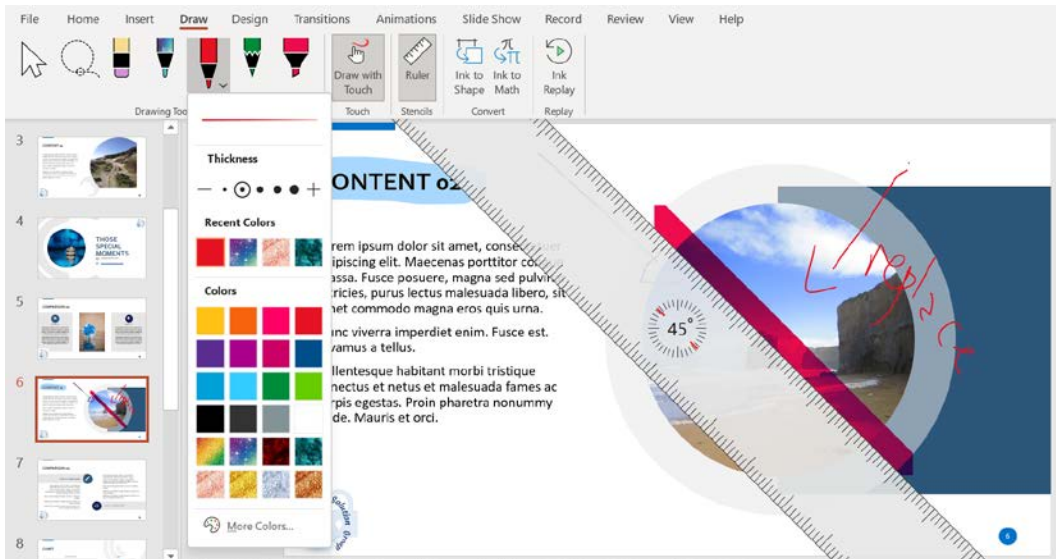 File Home Insert Draw Design Transitions Animations Slide Show Record Review View Help
Draw with Touch
Ruler
Ink to Shape
Ink to Math
Ink Replay
Drawing Too
Touch
Stencils
Convert
Replay
3
4
THOSE
SPECIAL
MOMENTS
5
6
7
8
Thickness
Recent Colors
Colors
More Colors...
ONTENT 02
rem ipsum dolor sit amet, conse
ipiscing elit. Maecenas porttitor co
assa. Fusce posuere, magna sed pulvin
tricies, purus lectus malesuada libero, sit
net commodo magna eros quis urna.
nc viverra imperdiet enim. Fusce est.
vamus a tellus.
llentesque habitant morbi tristique
nectus et netus et malesuada fames ac
rpis egestas. Proin pharetra nonummy
de. Mauris et orci.
45°
replace
Solution Group
6